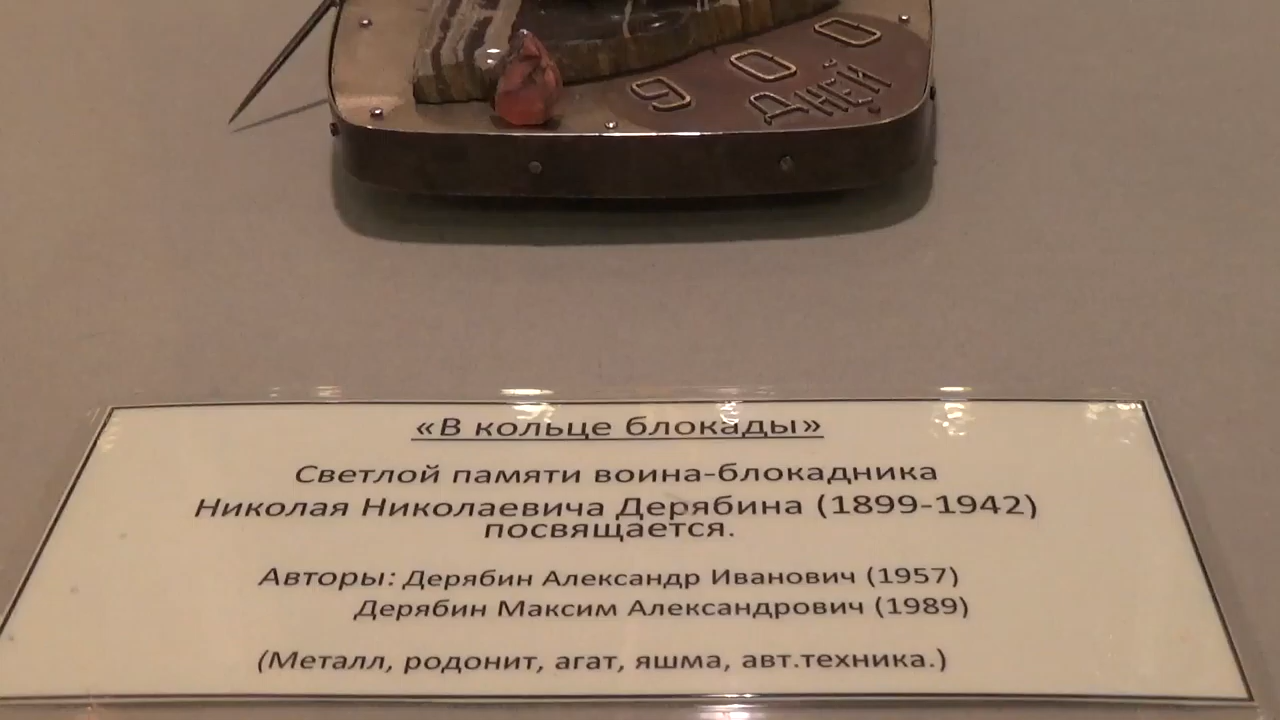 900
ДНЕЙ
«В кольце блокады»
Светлой памяти воина-блокадника
Николая Николаевича Дерябина (1899-1942)
посвящается.
Авторы: Дерябин Александр Иванович (1957)
Дерябин Максим Александрович (1989)
(Металл, родонит, агат, яшма, авт.техника.)